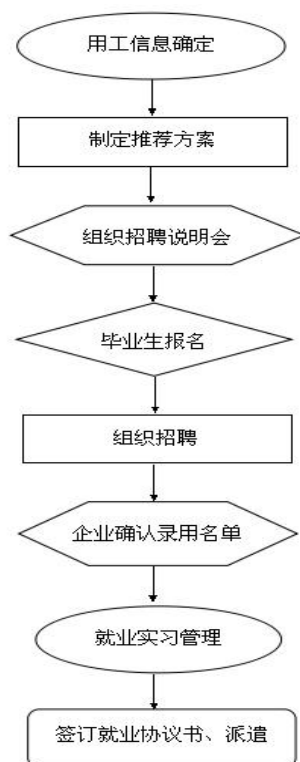 用工信息确定
制定推荐方案
组织招聘说明会
毕业生报名
组织招聘
企业确认录用名单
就业实习管理
签订就业协议书、派遣